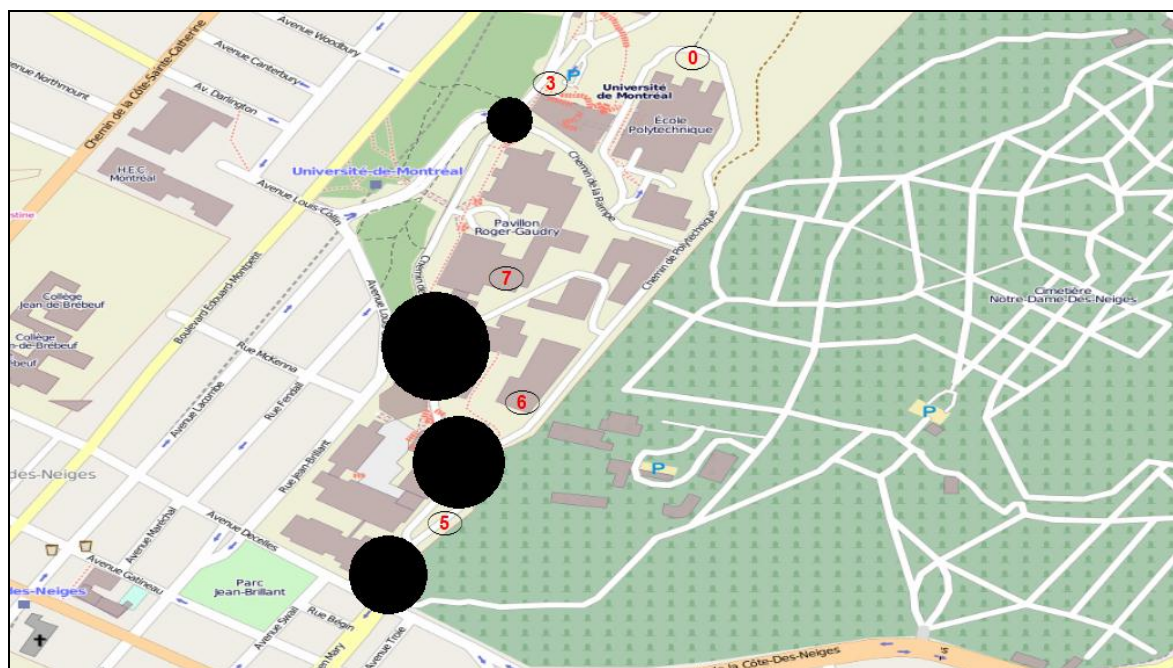 Avenue Woodbury
Avenue Canterbury
Avenue Northmount
Av. Darlington
Chemin de la Côte-Sainte-Catherine
H.E.C.
Montréal
Université-de-Montréal
Avenue Louis-Colin
3
P
0
Université
de Montréal
École
Polytechnique
Chemin de la Rampe
Pavillon
Roger-Gaudry
Chemin de Polytechnique
7
Chemin de
Boulevard Édouard-Montpetit
Collège
Jean de Brébeuf
Collège
Rue McKenna
Avenue Lacombe
Rue Fendall
Cimetière
Notre-Dame-Des-Neiges
6
P
P
Rue Jean-Brillant
des-Neiges
Avenue Maréchal
Avenue Decelles
5
Avenue Gatineau
Parc
Jean-Brillant
des-Neiges
Rue Bégin
Avenue Swail
Avenue Troie
en Mary
de la Côte-Des-Neiges